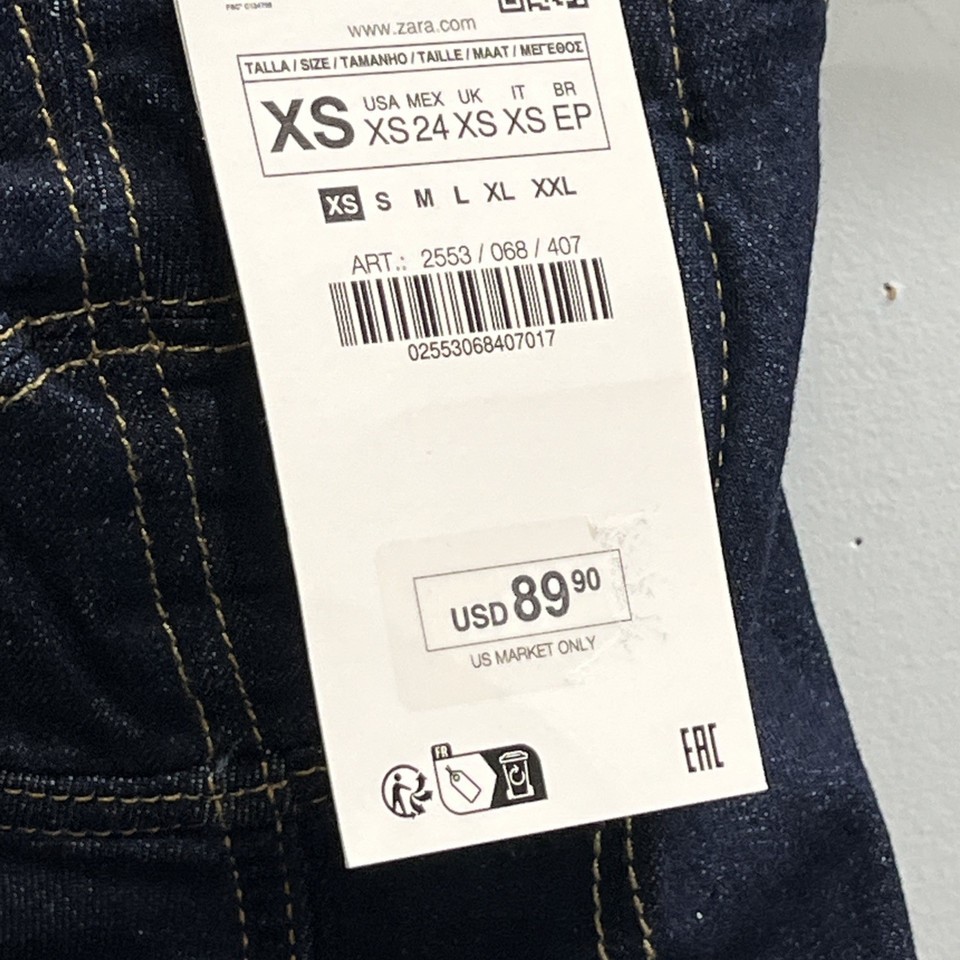 www.zara.com
TALLA / SIZE / TAMANHO / TAILLE / MAAT / ΜΕΓΕΘΟΣ
XS
USA MEX UK IT BR
XS 24 XS XS EP
XS S M L XL XXL
ART.: 2553 / 068 / 407
02553068407017
USD 89 90
US MARKET ONLY
FR
EAC